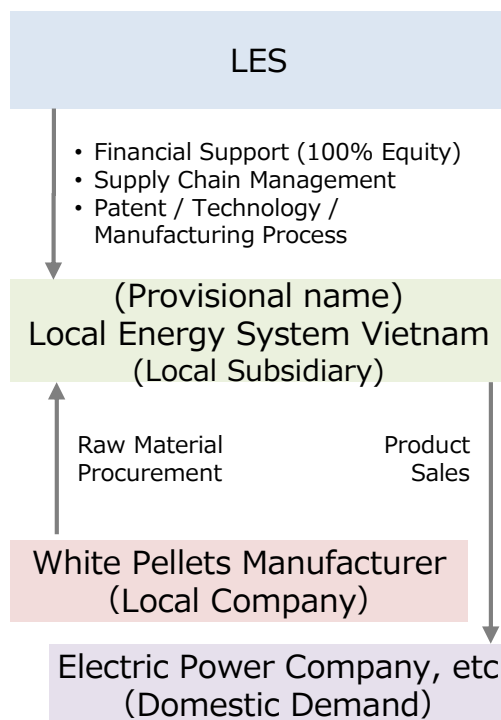 LES
• Financial Support (100% Equity)
• Supply Chain Management
• Patent / Technology /
Manufacturing Process
(Provisional name)
Local Energy System Vietnam
(Local Subsidiary)
Raw Material
Procurement
Product
Sales
White Pellets Manufacturer
(Local Company)
Electric Power Company, etc
(Domestic Demand)